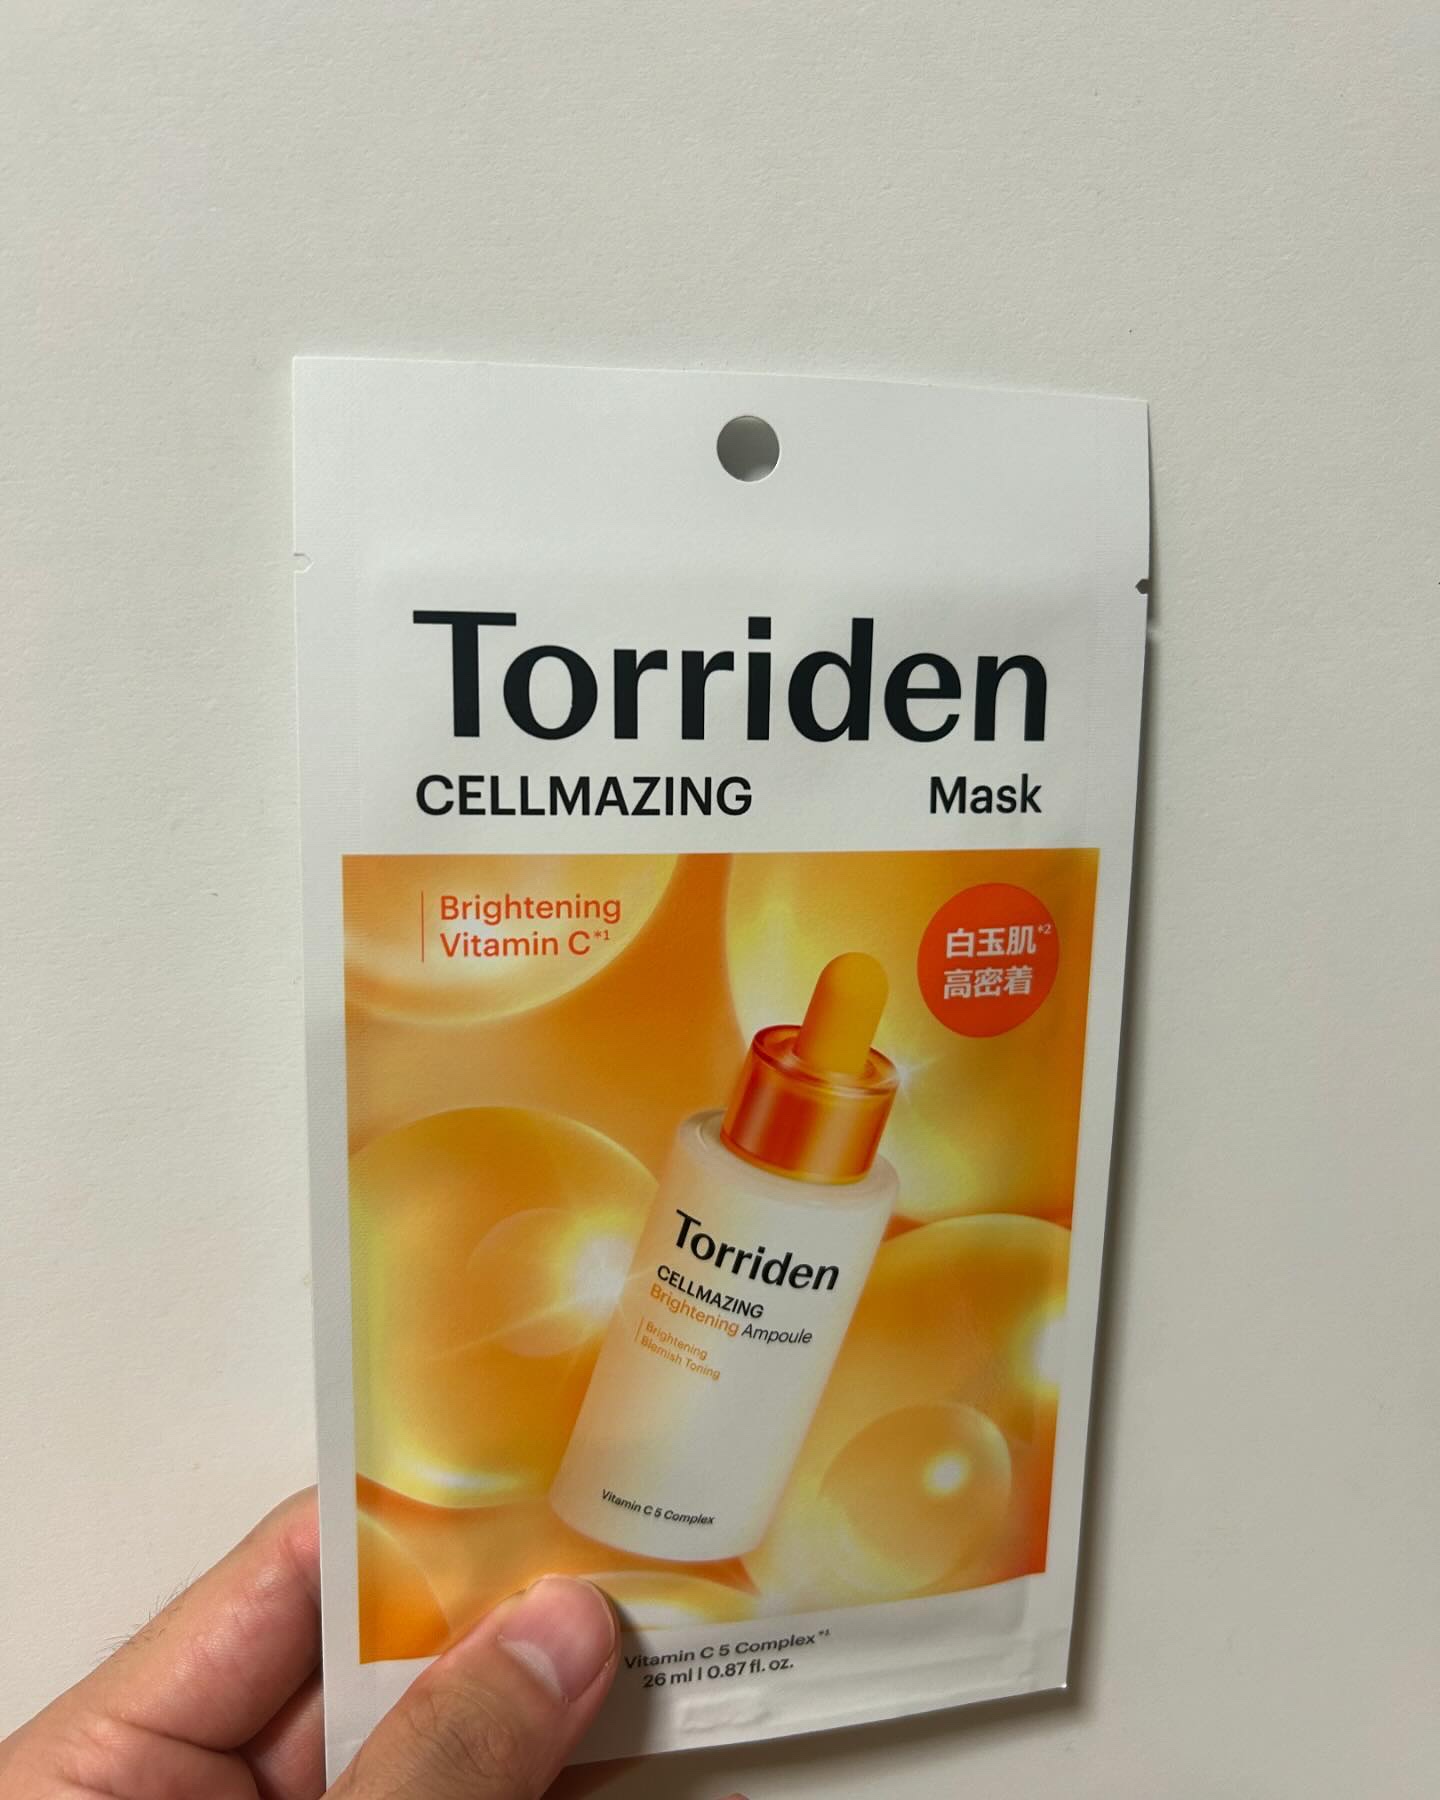 Torriden
CELLMAZING Mask
Brightening
Vitamin C*1
白玉肌*2
高密着
Torriden
CELLMAZING
Brightening Ampoule
Brightening
Blemish Toning
Vitamin C 5 Complex
Vitamin C 5 Complex*1
26 ml | 0.87 fl. oz.